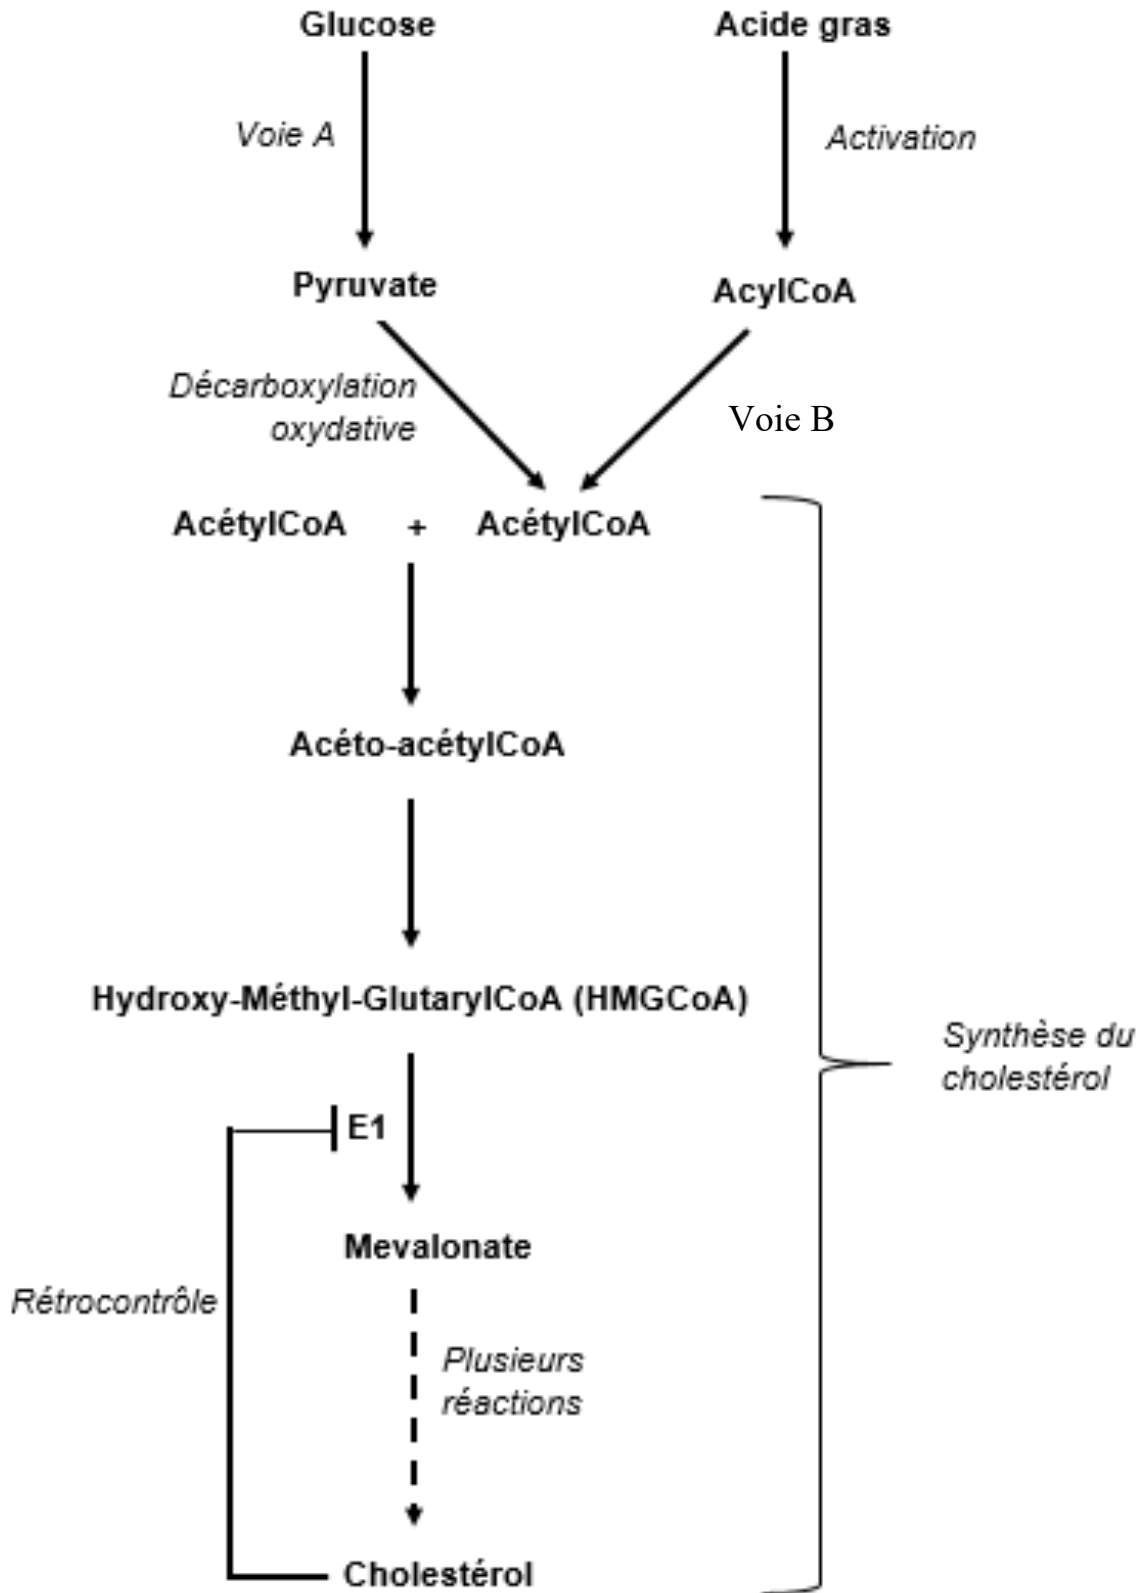 Glucose
Acide gras
Voie A
Activation
Pyruvate
AcylCoA
Décarboxylation
oxydative
Voie B
AcétylCoA + AcétylCoA
Acéto-acétylCoA
Hydroxy-Méthyl-GlutarylCoA (HMGCoA)
Synthèse du
cholestérol
E1
Mevalonate
Rétrocontrôle
Plusieurs
réactions
Cholestérol